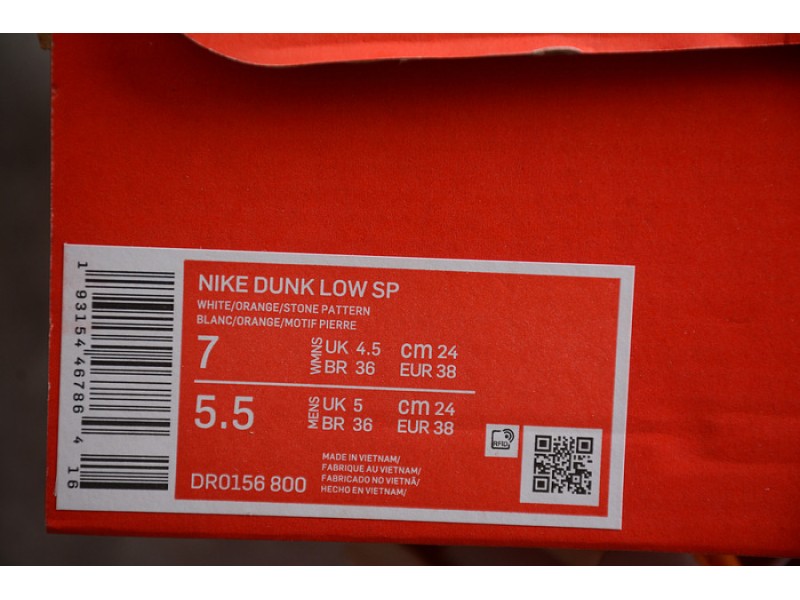 NIKE DUNK LOW SP
WHITE/ORANGE/STONE PATTERN
BLANC/ORANGE/MOTIF PIERRE
7 WMNS UK 4.5 cm 24
BR 36 EUR 38
5.5 MENS UK 5 cm 24
BR 36 EUR 38
MADE IN VIETNAM/
FABRIQUE AU VIETNAM/
FABRICADO NO VIETNÃ/
HECHO EN VIETNAM/
DR0156 800
RFID
1 93154 46786 4 16